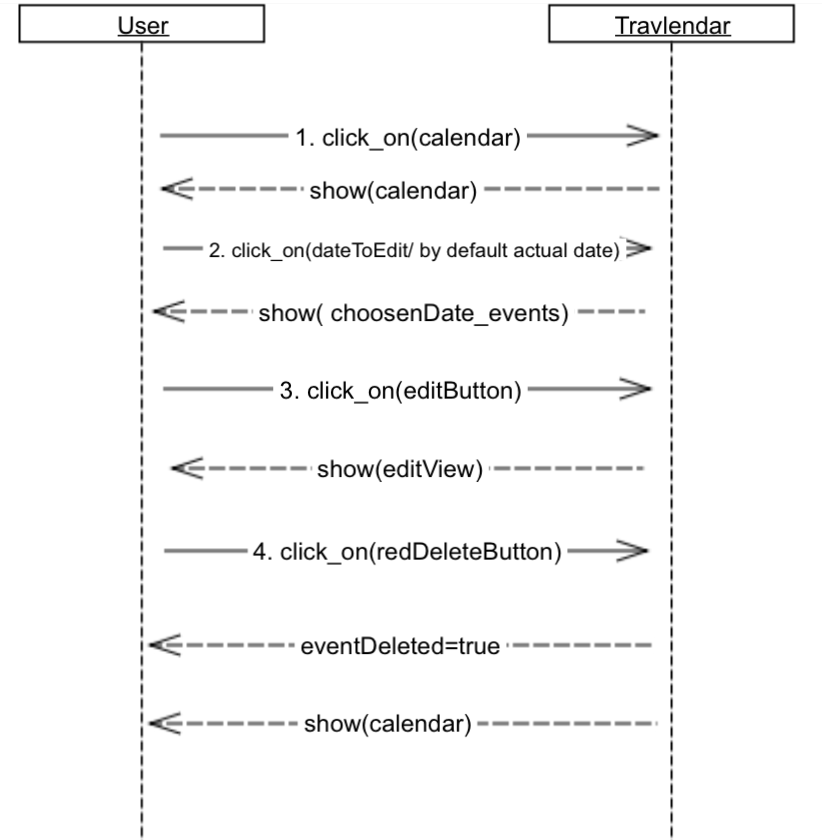 User
Travlendar
1. click_on(calendar)
show(calendar)
2. click_on(dateToEdit/ by default actual date)
show( choosenDate_events)
3. click_on(editButton)
show(editView)
4. click_on(redDeleteButton)
eventDeleted=true
show(calendar)